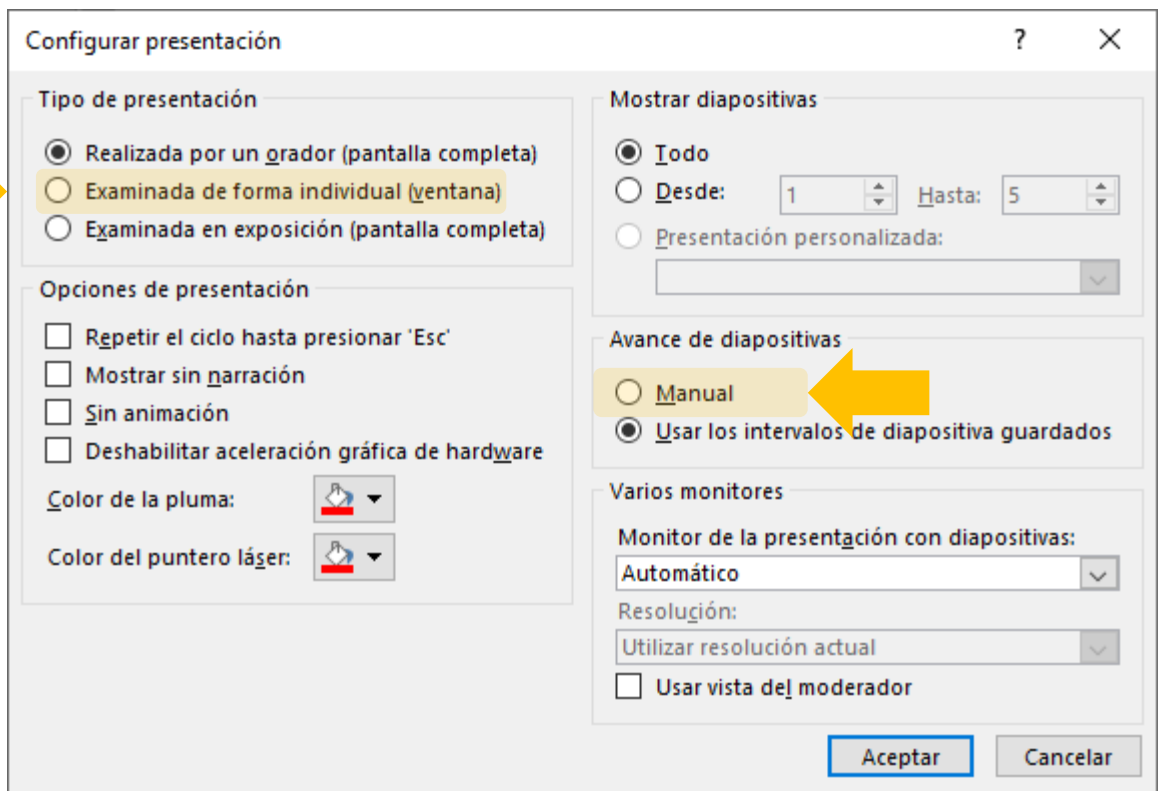 Configurar presentación
?
Tipo de presentación
Realizada por un orador (pantalla completa)
Examinada de forma individual (ventana)
Examinada en exposición (pantalla completa)
Opciones de presentación
Repetir el ciclo hasta presionar 'Esc'
Mostrar sin narración
Sin animación
Deshabilitar aceleración gráfica de hardware
Color de la pluma:
Color del puntero láser:
Mostrar diapositivas
Todo
Desde: 1 Hasta: 5
Presentación personalizada:
Avance de diapositivas
Manual
Usar los intervalos de diapositiva guardados
Varios monitores
Monitor de la presentación con diapositivas:
Automático
Resolución:
Utilizar resolución actual
Usar vista del moderador
Aceptar Cancelar